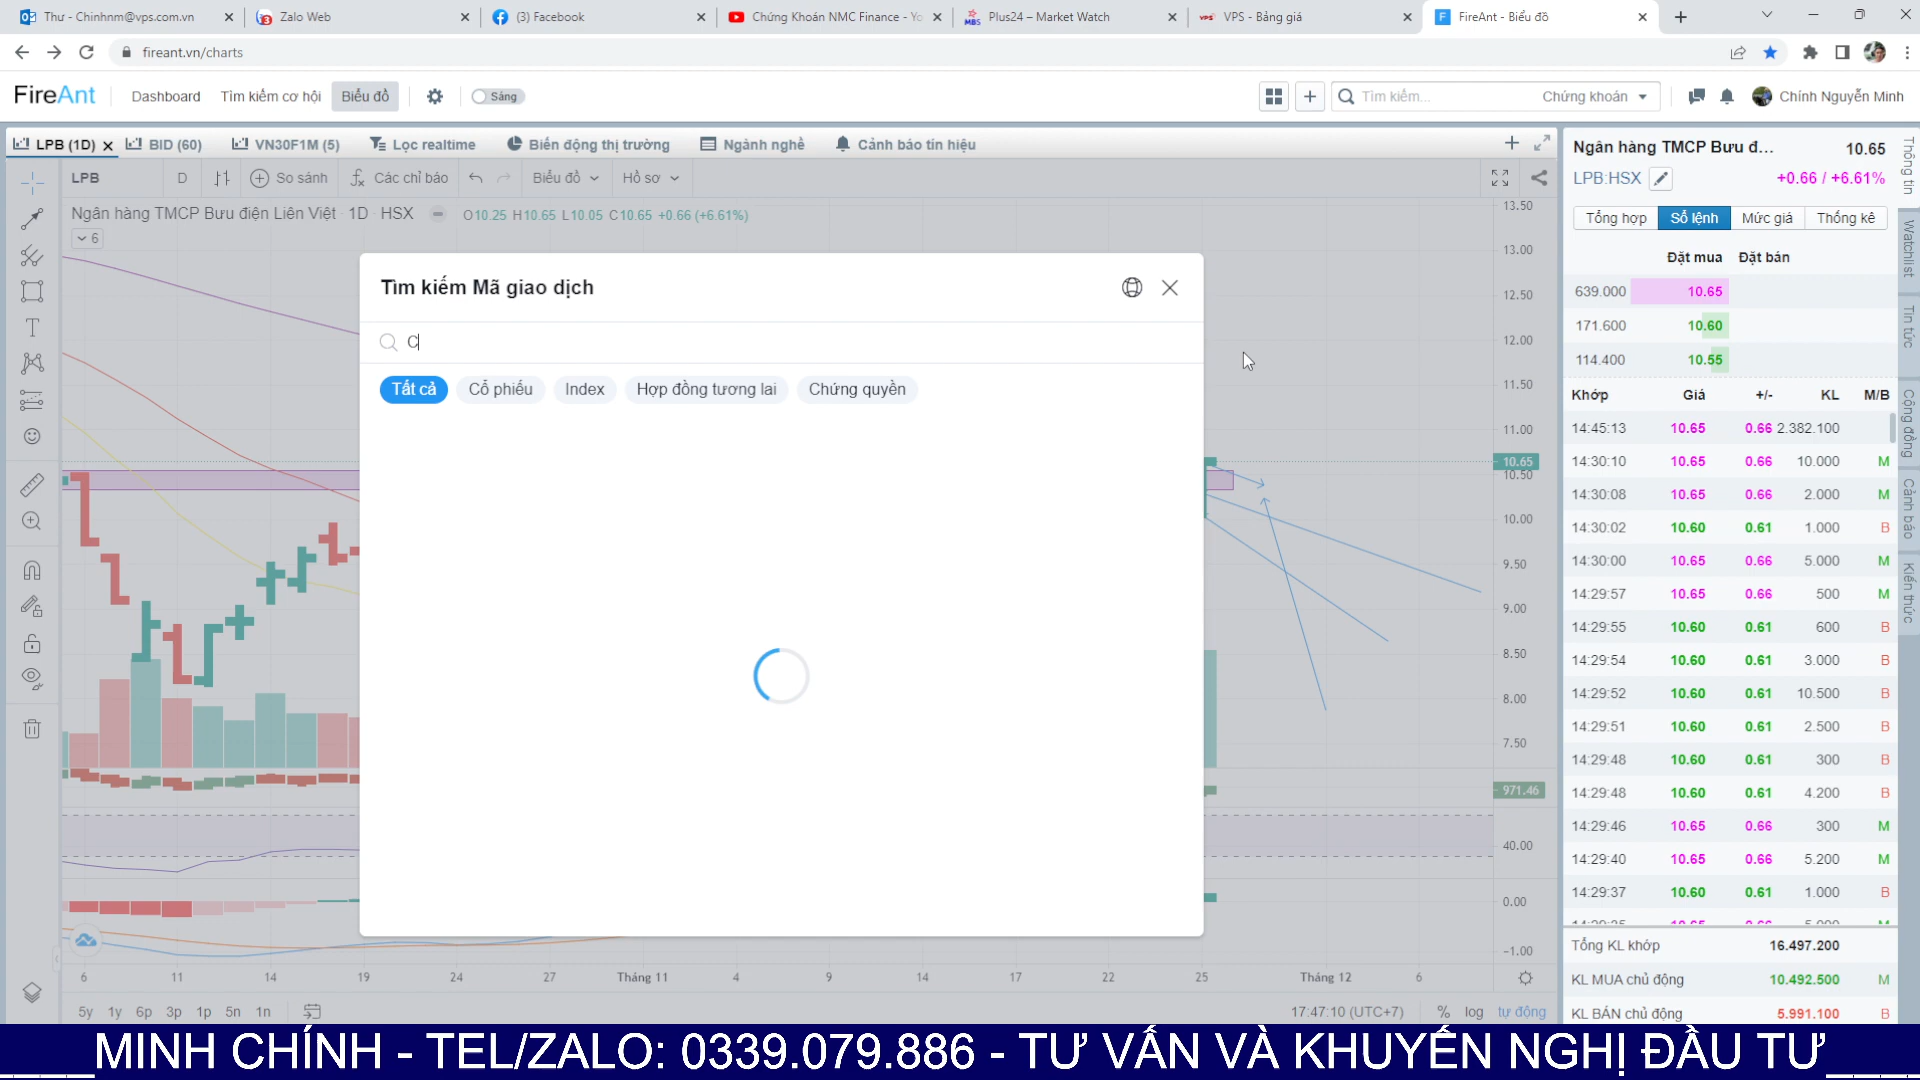 Thư - Chinhnm@vps.com.vn
Zalo Web
(3) Facebook
Chứng Khoán NMC Finance - Yo
Plus24 – Market Watch
VPS - Bảng giá
FireAnt - Biểu đồ
fireant.vn/charts
FireAnt
Dashboard
Tìm kiếm cơ hội
Biểu đồ
Sáng
Tìm kiếm...
Chứng khoán
Chính Nguyễn Minh
LPB (1D)
BID (60)
VN30F1M (5)
Lọc realtime
Biến động thị trường
Ngành nghề
Cảnh báo tín hiệu
LPB
D
So sánh
Các chỉ báo
Biểu đồ
Hồ sơ
Ngân hàng TMCP Bưu điện Liên Việt 1D HSX
O10.25 H10.65 L10.05 C10.65 +0.66 (+6.61%)
6
Tìm kiếm Mã giao dịch
C
Tất cả
Cổ phiếu
Index
Hợp đồng tương lai
Chứng quyền
13.50
13.00
12.50
12.00
11.50
11.00
10.65
10.50
10.00
9.50
9.00
8.50
8.00
7.50
971.46
40.00
0.00
−1.00
6
11
14
19
24
27
Tháng 11
4
9
14
17
22
25
Tháng 12
6
5y 1y 6p 3p 1p 5n 1n
17:47:10 (UTC+7)
%
log
tự động
Ngân hàng TMCP Bưu đ... 10.65
LPB:HSX +0.66 / +6.61%
Tổng hợp
Sổ lệnh
Mức giá
Thống kê
Đặt mua Đặt bán
639.000 10.65
171.600 10.60
114.400 10.55
Khớp Giá +/- KL M/B
14:45:13 10.65 0.66 2.382.100
14:30:10 10.65 0.66 10.000 M
14:30:08 10.65 0.66 2.000 M
14:30:02 10.60 0.61 1.000 B
14:30:00 10.65 0.66 5.000 M
14:29:57 10.65 0.66 500 M
14:29:55 10.60 0.61 600 B
14:29:54 10.60 0.61 3.000 B
14:29:52 10.60 0.61 10.500 B
14:29:51 10.60 0.61 2.500 B
14:29:48 10.60 0.61 300 B
14:29:48 10.60 0.61 4.200 B
14:29:46 10.65 0.66 300 M
14:29:40 10.65 0.66 5.200 M
14:29:37 10.60 0.61 1.000 B
Tổng KL khớp 16.497.200
KL MUA chủ động 10.492.500 M
KL BÁN chủ động 5.991.100 B
Thông tin
Watchlist
Tin tức
Cộng đồng
Cảnh báo
Kiến thức
____MINH CHÍNH - TEL/ZALO: 0339.079.886 - TƯ VẤN VÀ KHUYẾN NGHỊ ĐẦU TƯ____